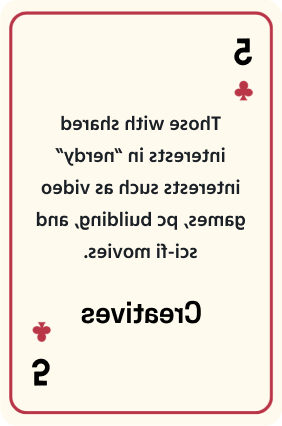 5
Those with shared
interests in "nerdy"
interests such as video
games, pc building, and
sci-fi movies.
Creatives
5